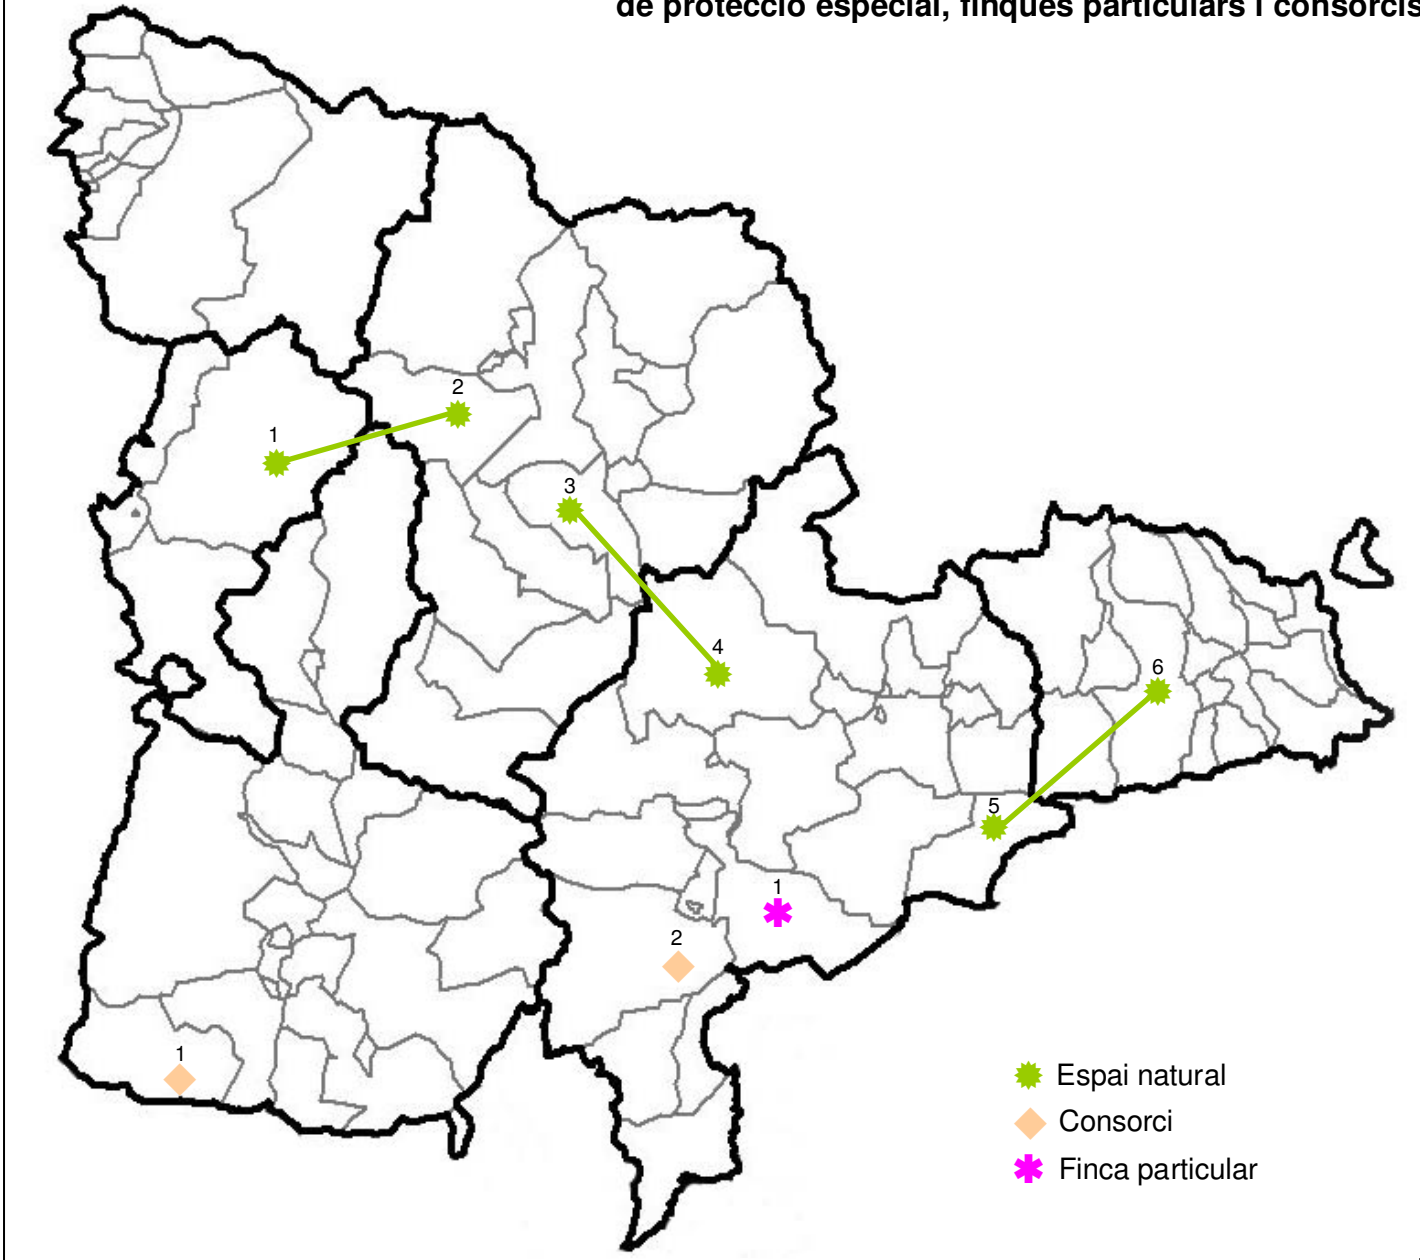 de protecció especial, finques particulars i consorcis
2
1
3
4
6
5
1
2
1
Espai natural
Consorci
Finca particular